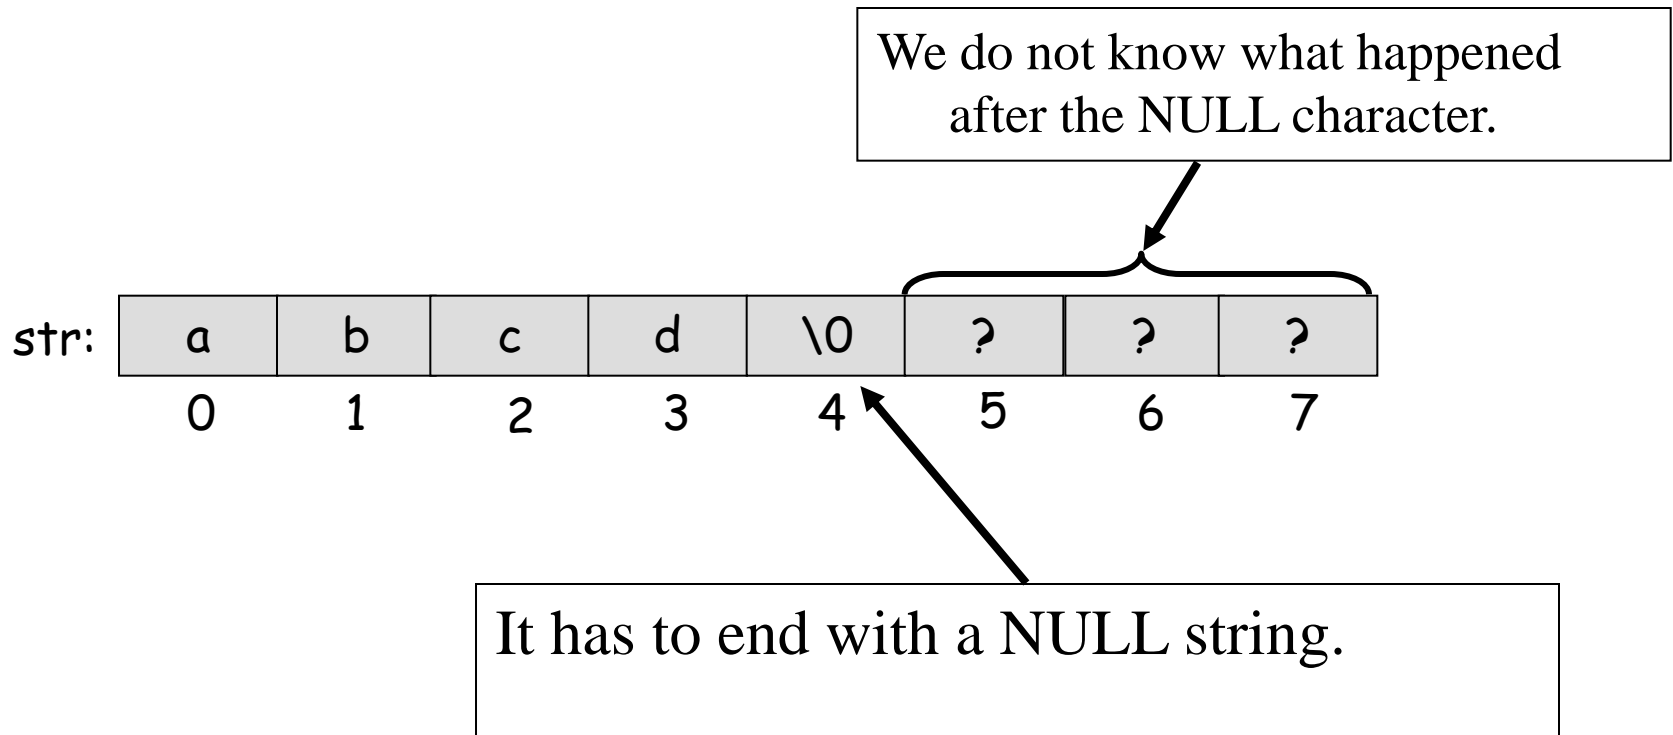 We do not know what happened
after the NULL character.
str: a b c d \0 ? ? ?
0 1 2 3 4 5 6 7
It has to end with a NULL string.